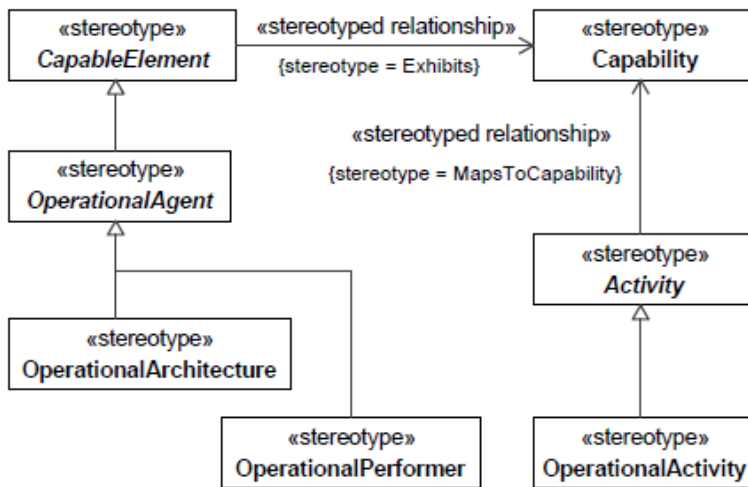 «stereotype»
CapableElement
«stereotyped relationship»
{stereotype = Exhibits}
«stereotype»
Capability
«stereotyped relationship»
{stereotype = MapsToCapability}
«stereotype»
OperationalAgent
«stereotype»
Activity
«stereotype»
OperationalArchitecture
«stereotype»
OperationalPerformer
«stereotype»
OperationalActivity